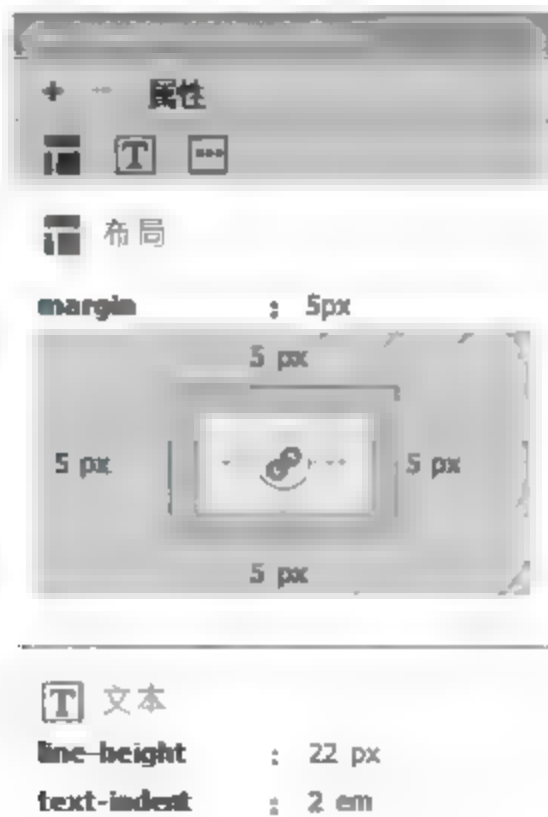 属性
布局
margin : 5px
5 px
5 px 5 px
5 px
T 文本
line-height : 22 px
text-indent : 2 em